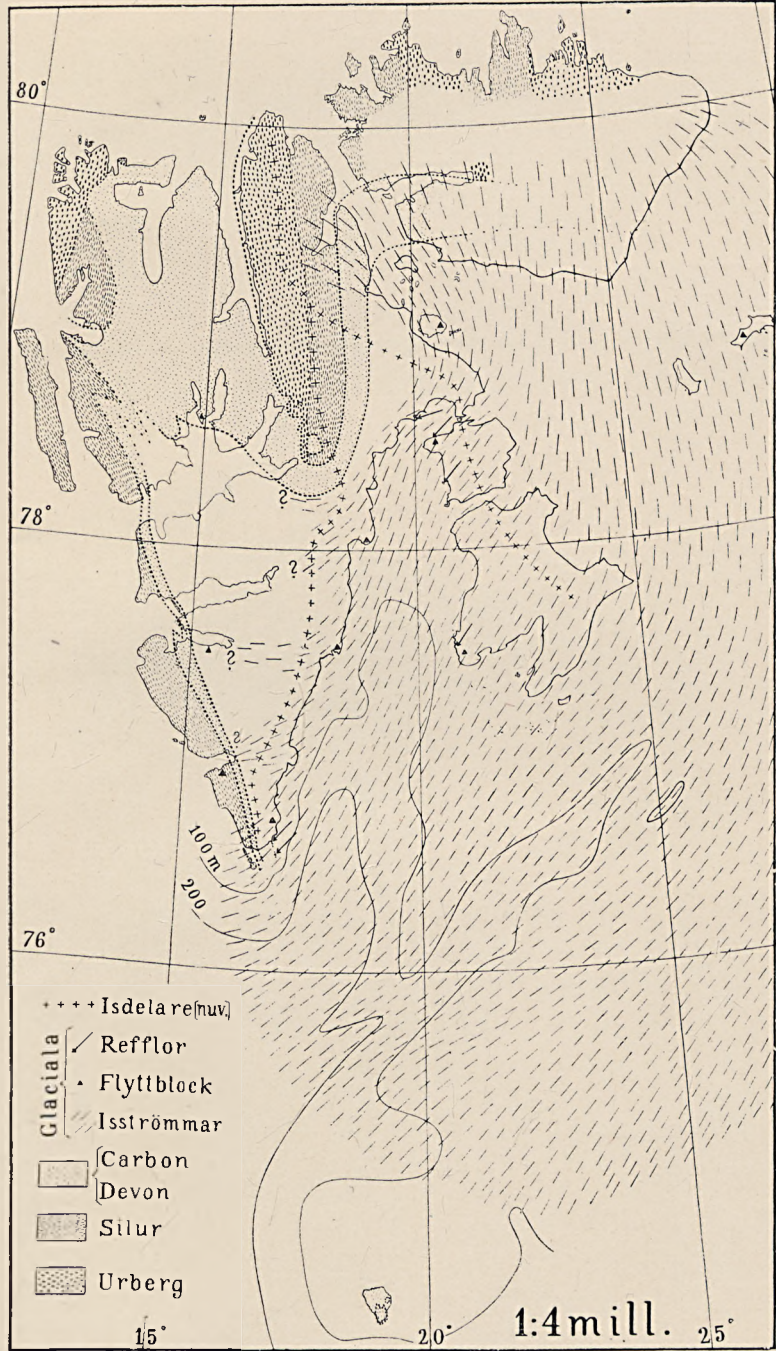 80°
78°
?
?
?
?
100 m
200
76°
++++ Isdelare (nuv.)
Glaciala
Refflor
Flyttblock
Isströmmar
Carbon
Devon
Silur
Urberg
15°
20°
1:4 mill.
25°